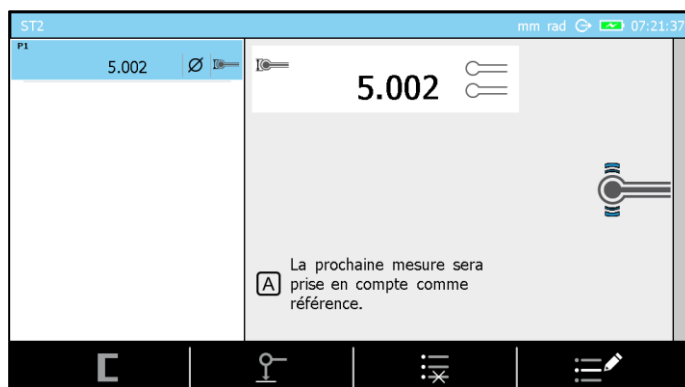 ST2
mm rad 07:21:37
P1
5.002 Ø
5.002
A
La prochaine mesure sera
prise en compte comme
référence.